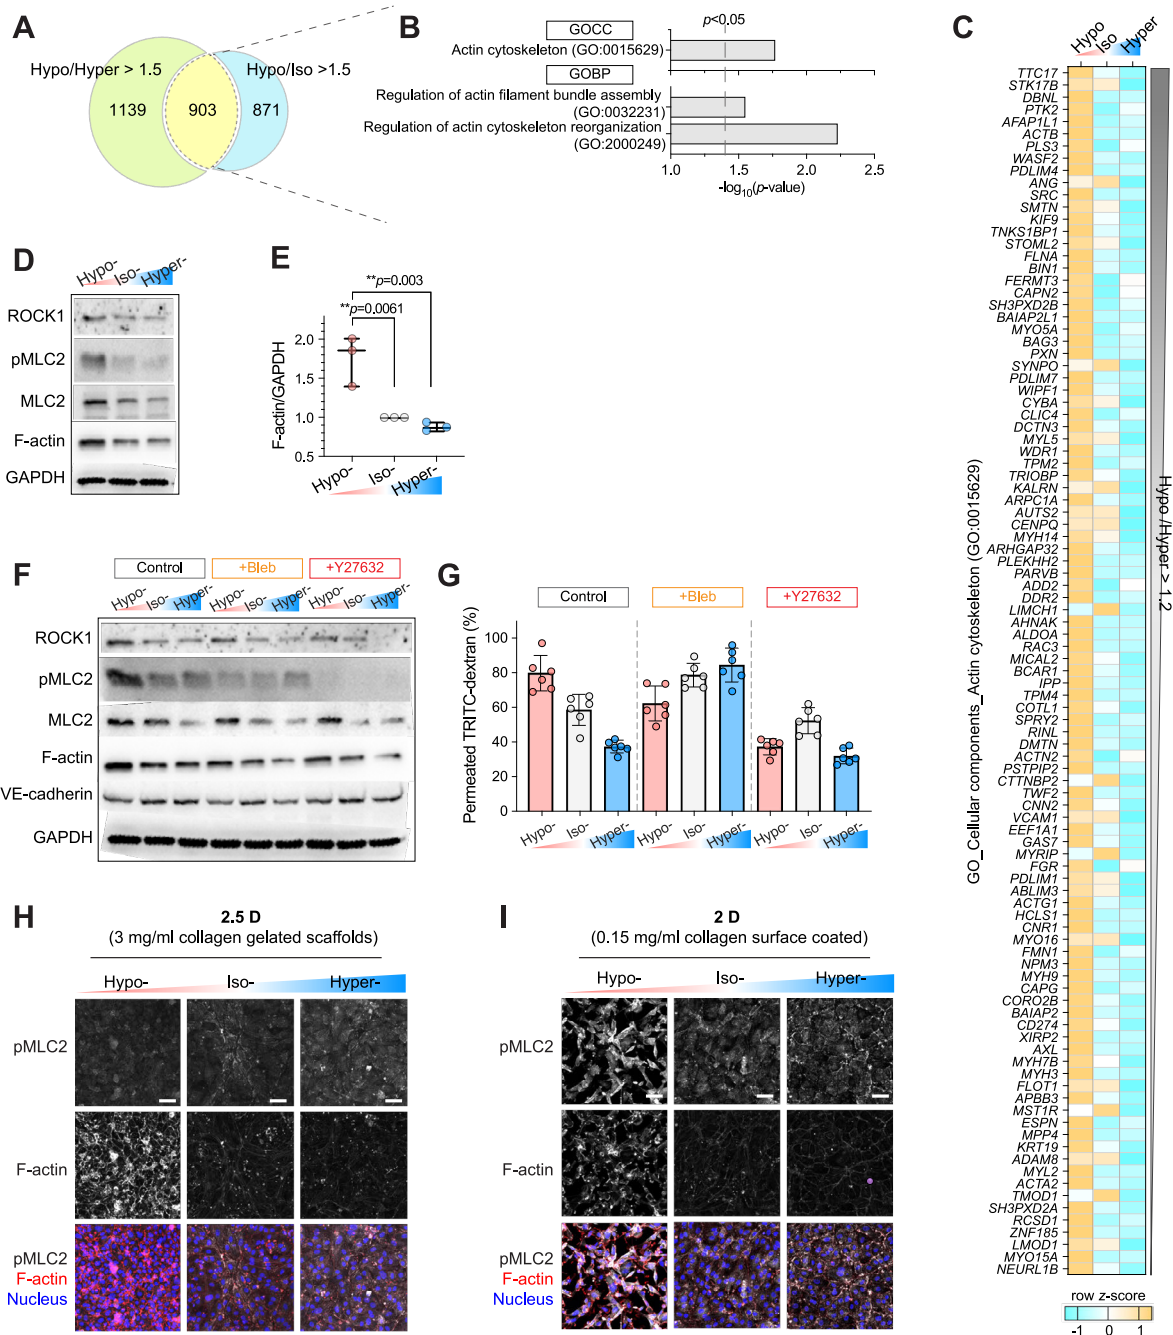 A
Hypo/Hyper > 1.5
Hypo/Iso >1.5
1139
903
871
B
GOCC
p<0.05
Actin cytoskeleton (GO:0015629)
GOBP
Regulation of actin filament bundle assembly
(GO:0032231)
Regulation of actin cytoskeleton reorganization
(GO:2000249)
1.0
1.5
2.0
2.5
-log10(p-value)
C
Hypo
Iso
Hyper
TTC17
STK17B
DBNL
PTK2
AFAP1L1
ACTB
PLS3
WASF2
PDLIM4
ANG
SRC
SMTN
KIF9
TNKS1BP1
STOML2
FLNA
BIN1
FERMT3
CAPN2
SH3PXD2B
BAIAP2L1
MYO5A
BAG3
PXN
SYNPO
PDLIM7
WIPF1
CYBA
CLIC4
DCTN3
MYL5
WDR1
TPM2
TRIOBP
KALRN
ARPC1A
AUTS2
CENPQ
MYH14
ARHGAP32
PLEKHH2
PARVB
ADD2
DDR2
LIMCH1
AHNAK
ALDOA
RAC3
MICAL2
BCAR1
IPP
TPM4
COTL1
SPRY2
RINL
DMTN
ACTN2
PSTPIP2
CTTNBP2
TWF2
CNN2
VCAM1
EEF1A1
GAS7
MYRIP
FGR
PDLIM1
ABLIM3
ACTG1
HCLS1
CNR1
MYO16
FMN1
NPM3
MYH9
CAPG
CORO2B
BAIAP2
CD274
XIRP2
AXL
MYH7B
MYH3
FLOT1
APBB3
MST1R
ESPN
MPP4
KRT19
ADAM8
MYL2
ACTA2
TMOD1
SH3PXD2A
RCSD1
ZNF185
LMOD1
MYO15A
NEURL1B
GO_Cellular components_Actin cytoskeleton (GO:0015629)
Hypo /Hyper > 1.2
row z-score
-1
0
1
D
Hypo-
Iso-
Hyper-
ROCK1
pMLC2
MLC2
F-actin
GAPDH
E
**p=0.003
**p=0.0061
F-actin/GAPDH
2.0
1.5
1.0
0.5
Hypo-
Iso-
Hyper-
F
Control
+Bleb
+Y27632
Hypo-
Iso-
Hyper-
Hypo-
Iso-
Hyper-
Hypo-
Iso-
Hyper-
ROCK1
pMLC2
MLC2
F-actin
VE-cadherin
GAPDH
G
Control
+Bleb
+Y27632
Permeated TRITC-dextran (%)
100
80
60
40
20
0
Hypo-
Iso-
Hyper-
Hypo-
Iso-
Hyper-
Hypo-
Iso-
Hyper-
H
2.5 D
(3 mg/ml collagen gelated scaffolds)
Hypo-
Iso-
Hyper-
pMLC2
F-actin
pMLC2
F-actin
Nucleus
I
2 D
(0.15 mg/ml collagen surface coated)
Hypo-
Iso-
Hyper-
pMLC2
F-actin
pMLC2
F-actin
Nucleus